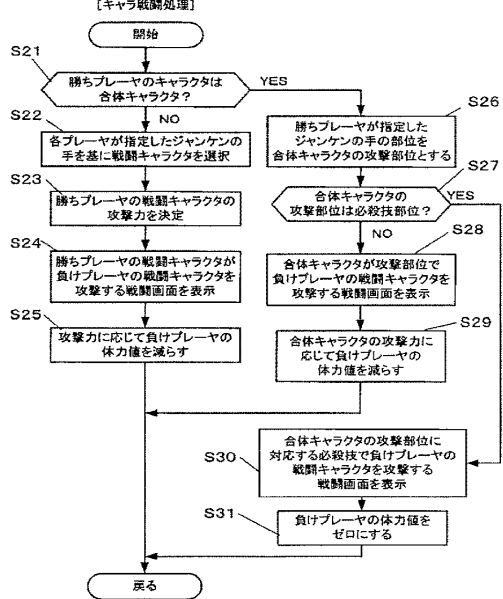 [キャラ戦闘処理]
開始
S21
勝ちプレーヤのキャラクタは
合体キャラクタ？
YES
NO
S22
各プレーヤが指定したジャンケンの
手を基に戦闘キャラクタを選択
S23
勝ちプレーヤの戦闘キャラクタの
攻撃力を決定
S24
勝ちプレーヤの戦闘キャラクタが
負けプレーヤの戦闘キャラクタを
攻撃する戦闘画面を表示
S25
攻撃力に応じて負けプレーヤの
体力値を減らす
S26
勝ちプレーヤが指定した
ジャンケンの手の部位を
合体キャラクタの攻撃部位とする
S27
合体キャラクタの
攻撃部位は必殺技部位？
YES
NO
S28
合体キャラクタが攻撃部位で
負けプレーヤの戦闘キャラクタを
攻撃する戦闘画面を表示
S29
合体キャラクタの攻撃力に
応じて負けプレーヤの
体力値を減らす
S30
合体キャラクタの攻撃部位に
対応する必殺技で負けプレーヤの
戦闘キャラクタを攻撃する
戦闘画面を表示
S31
負けプレーヤの体力値を
ゼロにする
戻る